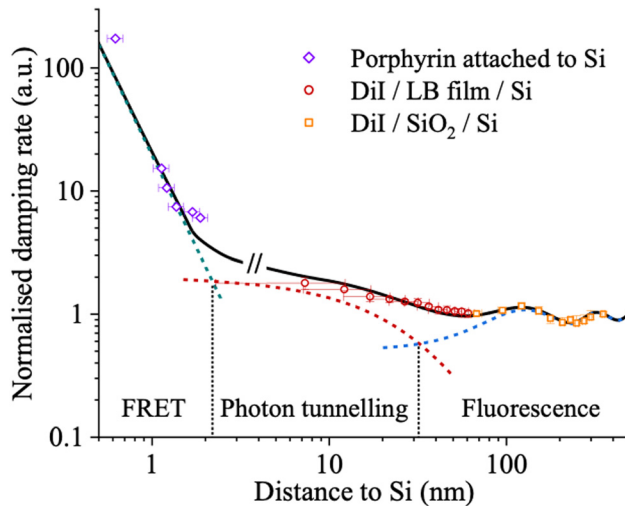 Normalised damping rate (a.u.)
100
10
1
0.1
Porphyrin attached to Si
DiI / LB film / Si
DiI / SiO₂ / Si
//
FRET
Photon tunnelling
Fluorescence
1
10
100
Distance to Si (nm)